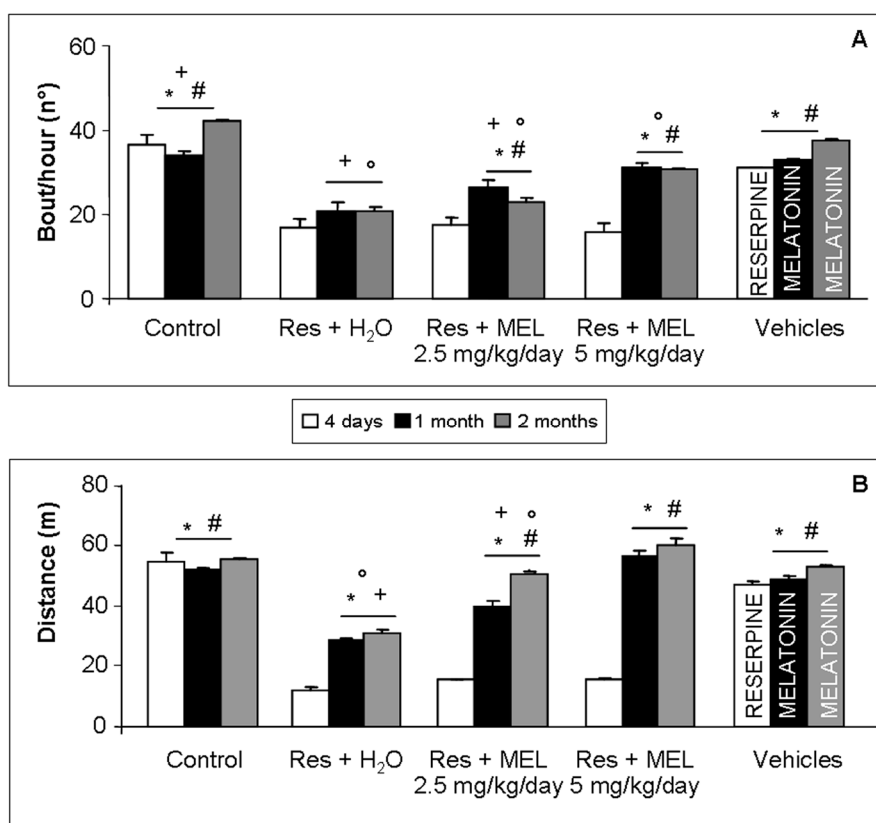 A
Bout/hour (n°)
60
40
20
0
+
* #
+ °
+ °
* #
°
* #
* #
RESERPINE
MELATONIN
MELATONIN
Control
Res + H₂O
Res + MEL
2.5 mg/kg/day
Res + MEL
5 mg/kg/day
Vehicles
4 days 1 month 2 months
B
Distance (m)
80
60
40
20
0
* #
°
* +
+ °
* #
* #
* #
RESERPINE
MELATONIN
MELATONIN
Control
Res + H₂O
Res + MEL
2.5 mg/kg/day
Res + MEL
5 mg/kg/day
Vehicles